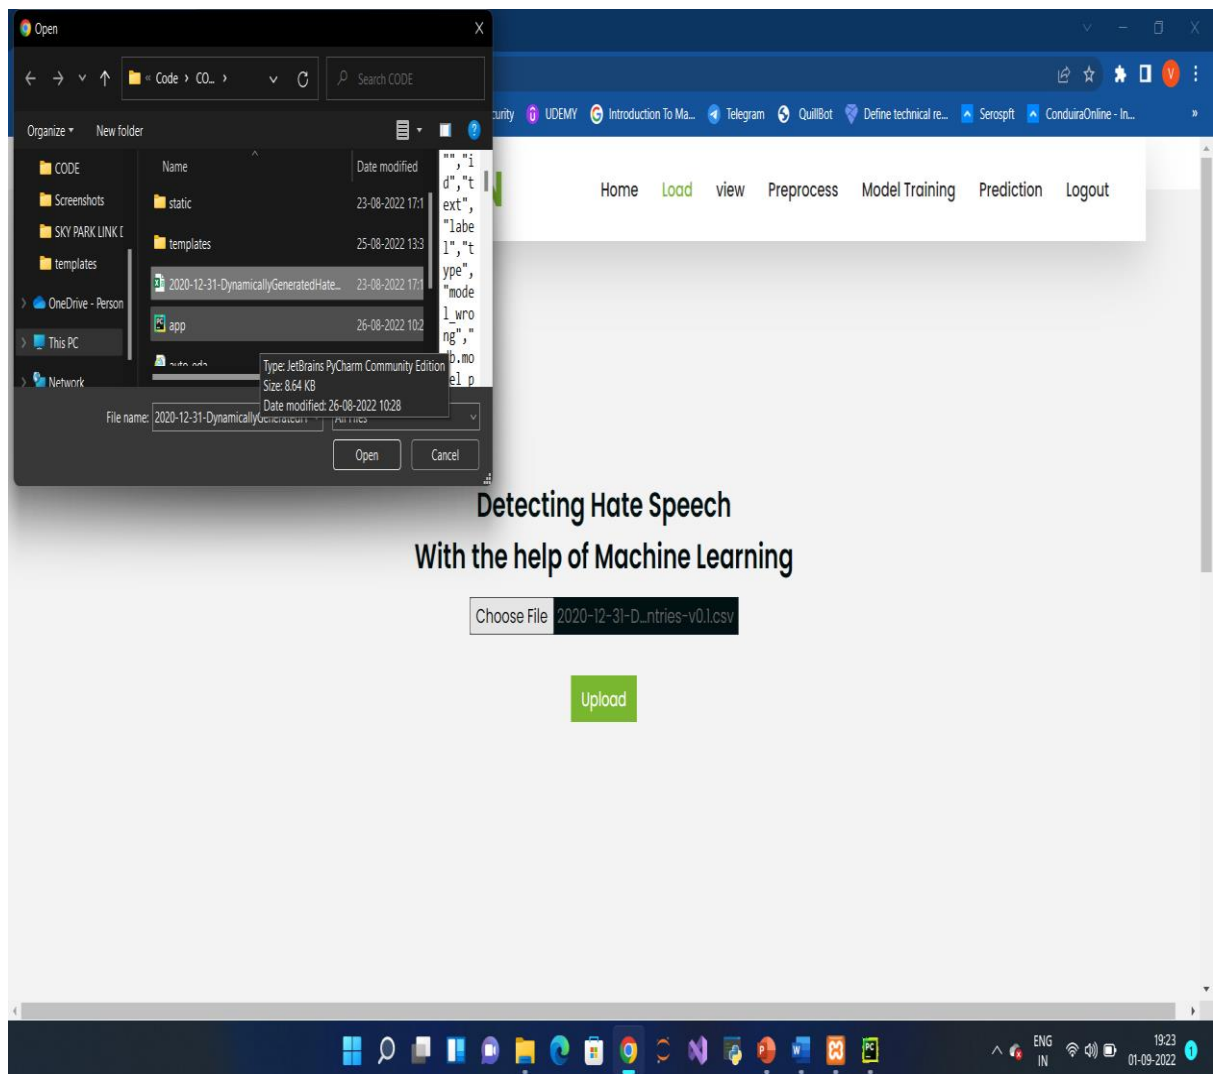 Open
« Code › CO... ›
Search CODE
Organize
New folder
CODE
Screenshots
SKY PARK LINK
templates
OneDrive - Person
This PC
Network
Name
Date modified
static
23-08-2022 17:1
templates
25-08-2022 13:3
2020-12-31-DynamicallyGeneratedHate...
23-08-2022 17:1
app
26-08-2022 10:2
"","i
d","t
ext",
"labe
l","t
ype",
"mode
l_wro
ng","
db.mo
Type: JetBrains PyCharm Community Edition
Size: 8.64 KB
Date modified: 26-08-2022 10:28
File name:
2020-12-31-Dynamically
Open
Cancel
curity
UDEMY
Introduction To Ma...
Telegram
QuillBot
Define technical re...
Serospft
ConduiraOnline - In...
»
V
N
Home
Load
view
Preprocess
Model Training
Prediction
Logout
Detecting Hate Speech
With the help of Machine Learning
Choose File 2020-12-31-D...ntries-v0.1.csv
Upload
ENG
IN
19:23
01-09-2022
1